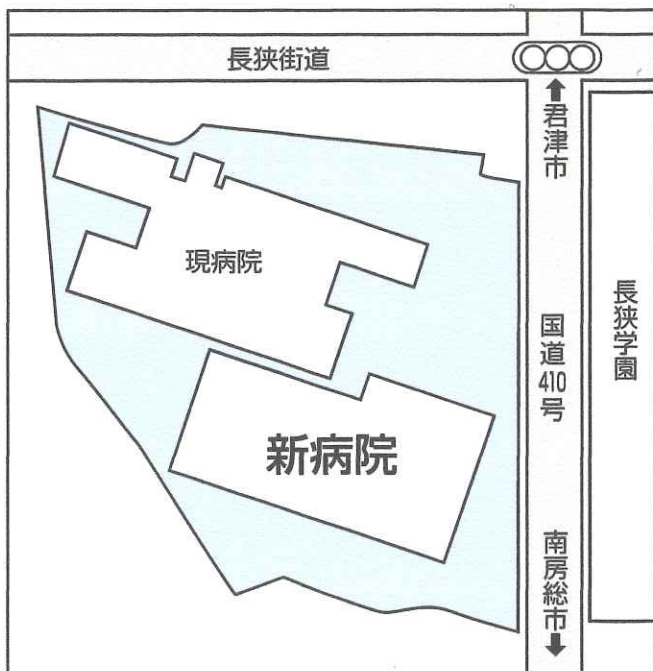 長狭街道
↑君津市
現病院
国道410号
長狭学園
新病院
南房総市↓